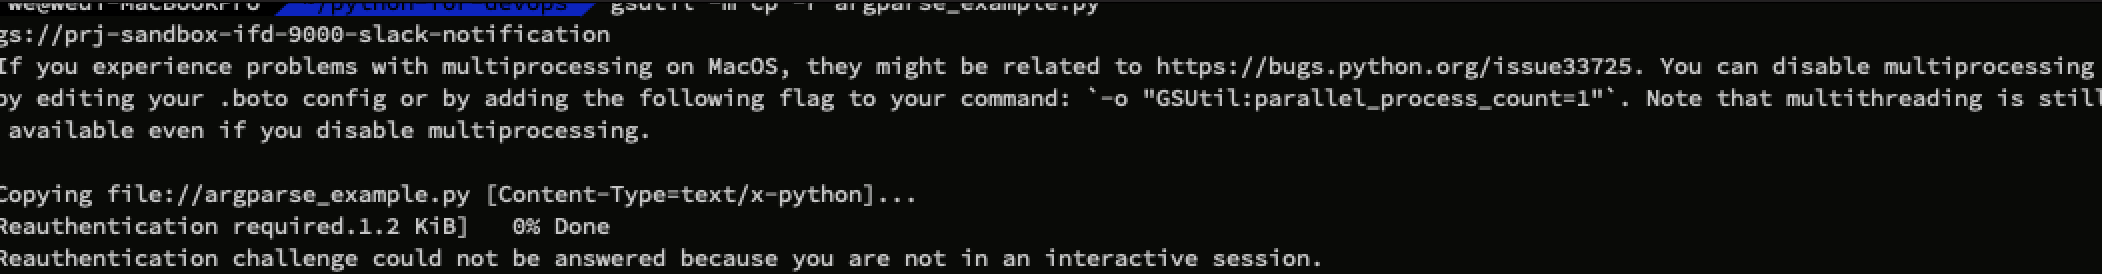 we@wedi-MacBookPro ~/python-for-devops gsutil -m cp -r argparse_example.py
gs://prj-sandbox-ifd-9000-slack-notification
If you experience problems with multiprocessing on MacOS, they might be related to https://bugs.python.org/issue33725. You can disable multiprocessing
by editing your .boto config or by adding the following flag to your command: `-o "GSUtil:parallel_process_count=1"`. Note that multithreading is still
available even if you disable multiprocessing.
Copying file://argparse_example.py [Content-Type=text/x-python]...
Reauthentication required.1.2 KiB] 0% Done
Reauthentication challenge could not be answered because you are not in an interactive session.